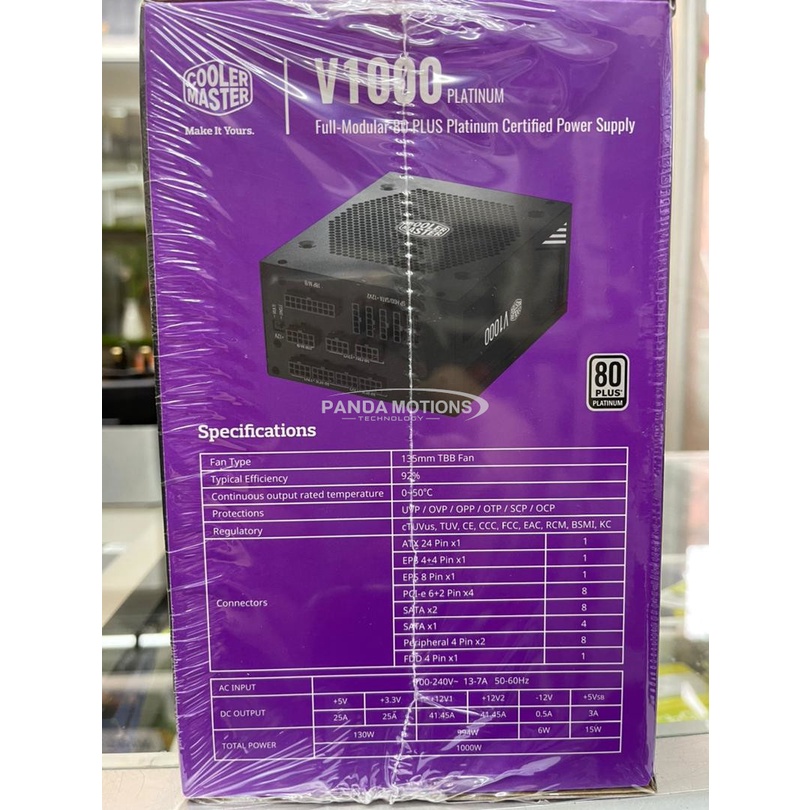 COOLER
MASTER
Make It Yours.
V1000 PLATINUM
Full-Modular 80 PLUS Platinum Certified Power Supply
COOLER
MASTER
V1000
80
PLUS
PLATINUM
PANDA MOTIONS
TECHNOLOGY
Specifications
Fan Type 135mm TBB Fan
Typical Efficiency 92%
Continuous output rated temperature 0~50°C
Protections UVP / OVP / OPP / OTP / SCP / OCP
Regulatory cTUVus, TUV, CE, CCC, FCC, EAC, RCM, BSMI, KC
Connectors
ATX 24 Pin x1 1
EPS 4+4 Pin x1 1
EPS 8 Pin x1 1
PCI-e 6+2 Pin x4 8
SATA x2 8
SATA x1 4
Peripheral 4 Pin x2 8
FDD 4 Pin x1 1
AC INPUT 100-240V~ 13-7A 50-60Hz
DC OUTPUT +5V +3.3V +12V1 +12V2 -12V +5VSB
25A 25A 41.45A 41.45A 0.5A 3A
TOTAL POWER 130W 994W 6W 15W
1000W